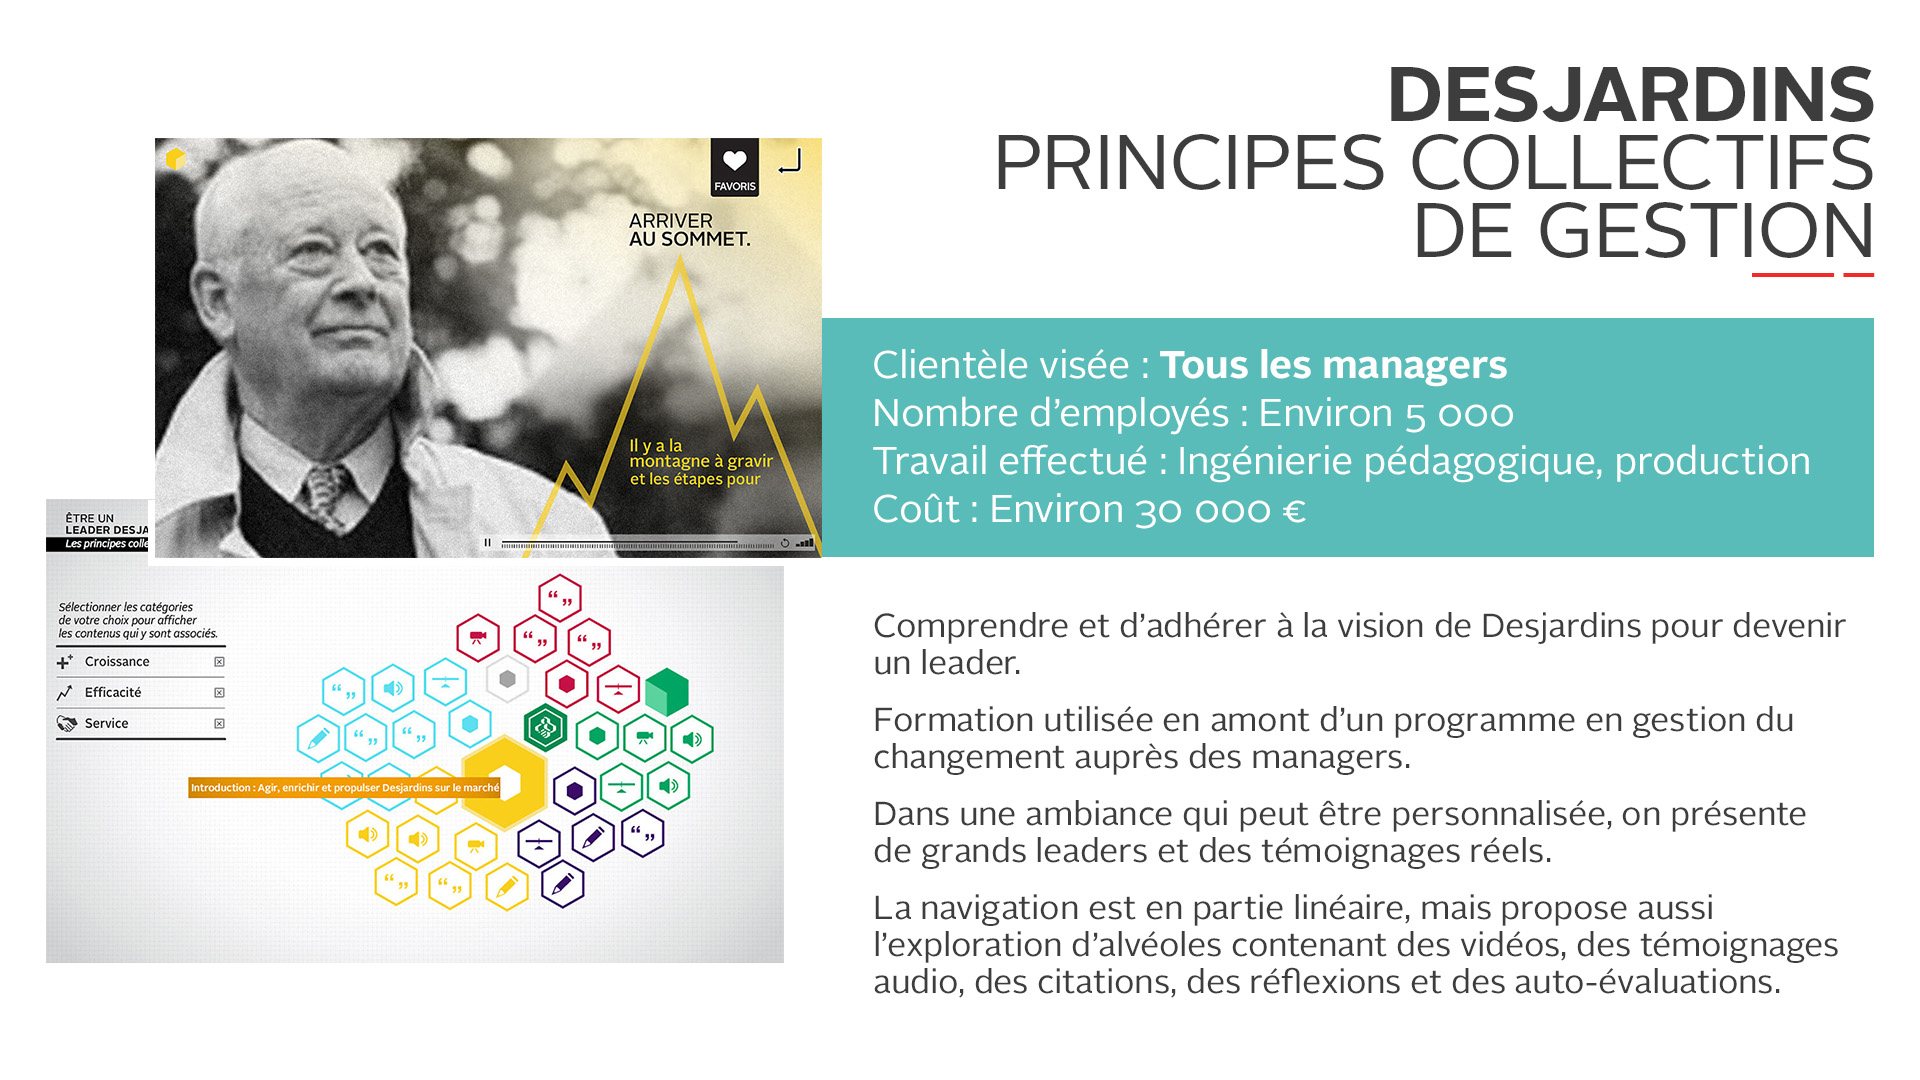 DESJARDINS
PRINCIPES COLLECTIFS
DE GESTION
FAVORIS
ARRIVER
AU SOMMET.
Il y a la
montagne à gravir
et les étapes pour
Clientèle visée : Tous les managers
Nombre d’employés : Environ 5 000
Travail effectué : Ingénierie pédagogique, production
Coût : Environ 30 000 €
ÊTRE UN
LEADER DESJA
Les principes colle
Sélectionner les catégories
de votre choix pour afficher
les contenus qui y sont associés.
Croissance
Efficacité
Service
Introduction : Agir, enrichir et propulser Desjardins sur le marché
Comprendre et d’adhérer à la vision de Desjardins pour devenir
un leader.
Formation utilisée en amont d’un programme en gestion du
changement auprès des managers.
Dans une ambiance qui peut être personnalisée, on présente
de grands leaders et des témoignages réels.
La navigation est en partie linéaire, mais propose aussi
l’exploration d’alvéoles contenant des vidéos, des témoignages
audio, des citations, des réflexions et des auto-évaluations.